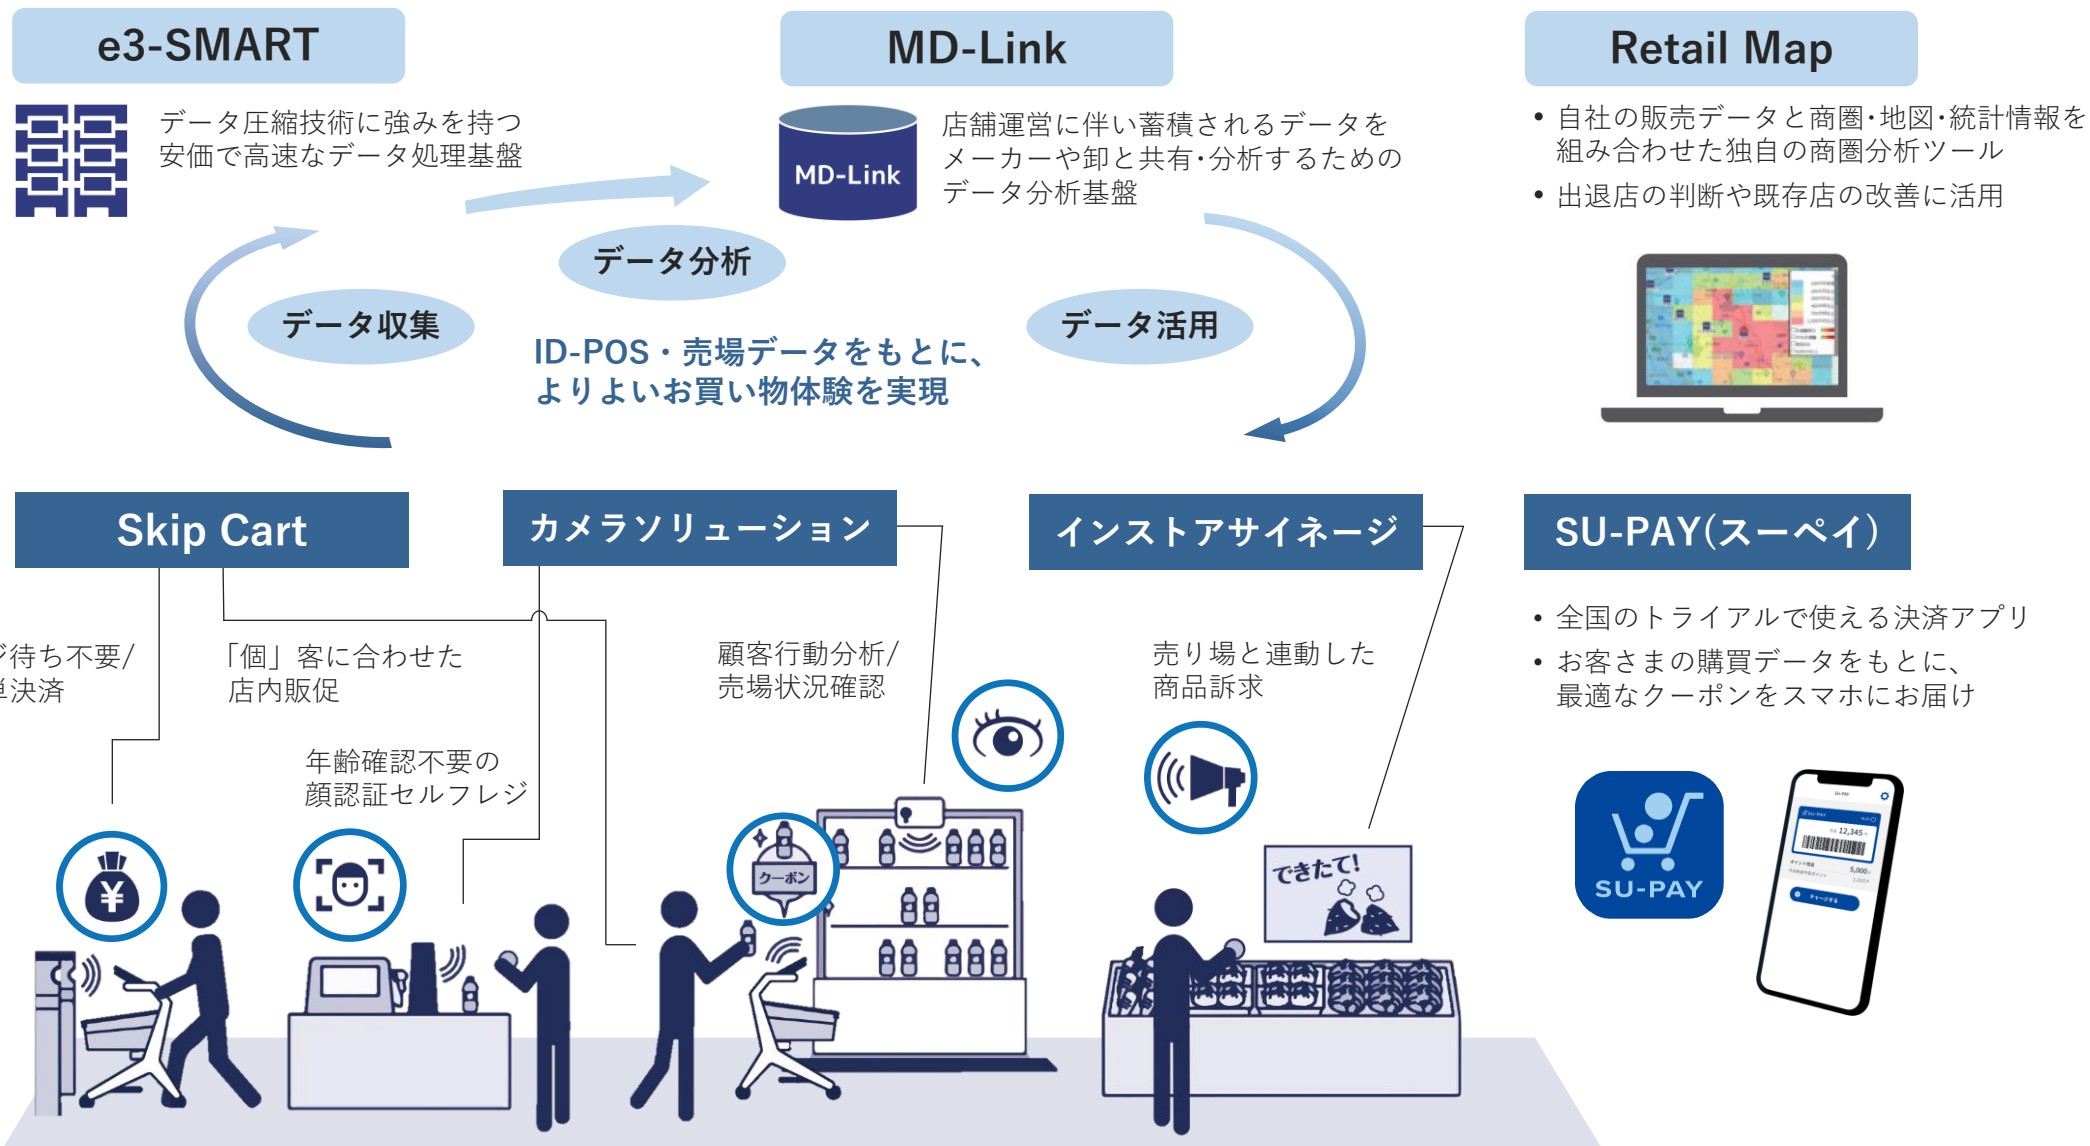 e3-SMART
データ圧縮技術に強みを持つ
安価で高速なデータ処理基盤
MD-Link
MD-Link
店舗運営に伴い蓄積されるデータを
メーカーや卸と共有・分析するための
データ分析基盤
Retail Map
• 自社の販売データと商圏・地図・統計情報を
組み合わせた独自の商圏分析ツール
• 出退店の判断や既存店の改善に活用
データ分析
データ収集
データ活用
ID-POS・売場データをもとに、
よりよいお買い物体験を実現
Skip Cart
カメラソリューション
インストアサイネージ
SU-PAY(スーペイ)
待ち不要/
決済
「個」客に合わせた
店内販促
年齢確認不要の
顔認証セルフレジ
顧客行動分析/
売場状況確認
売り場と連動した
商品訴求
• 全国のトライアルで使える決済アプリ
• お客さまの購買データをもとに、
最適なクーポンをスマホにお届け
¥
クーポン
できたて!
SU-PAY
SU-PAY
SU-PAY
12,345
5,000
チャージする